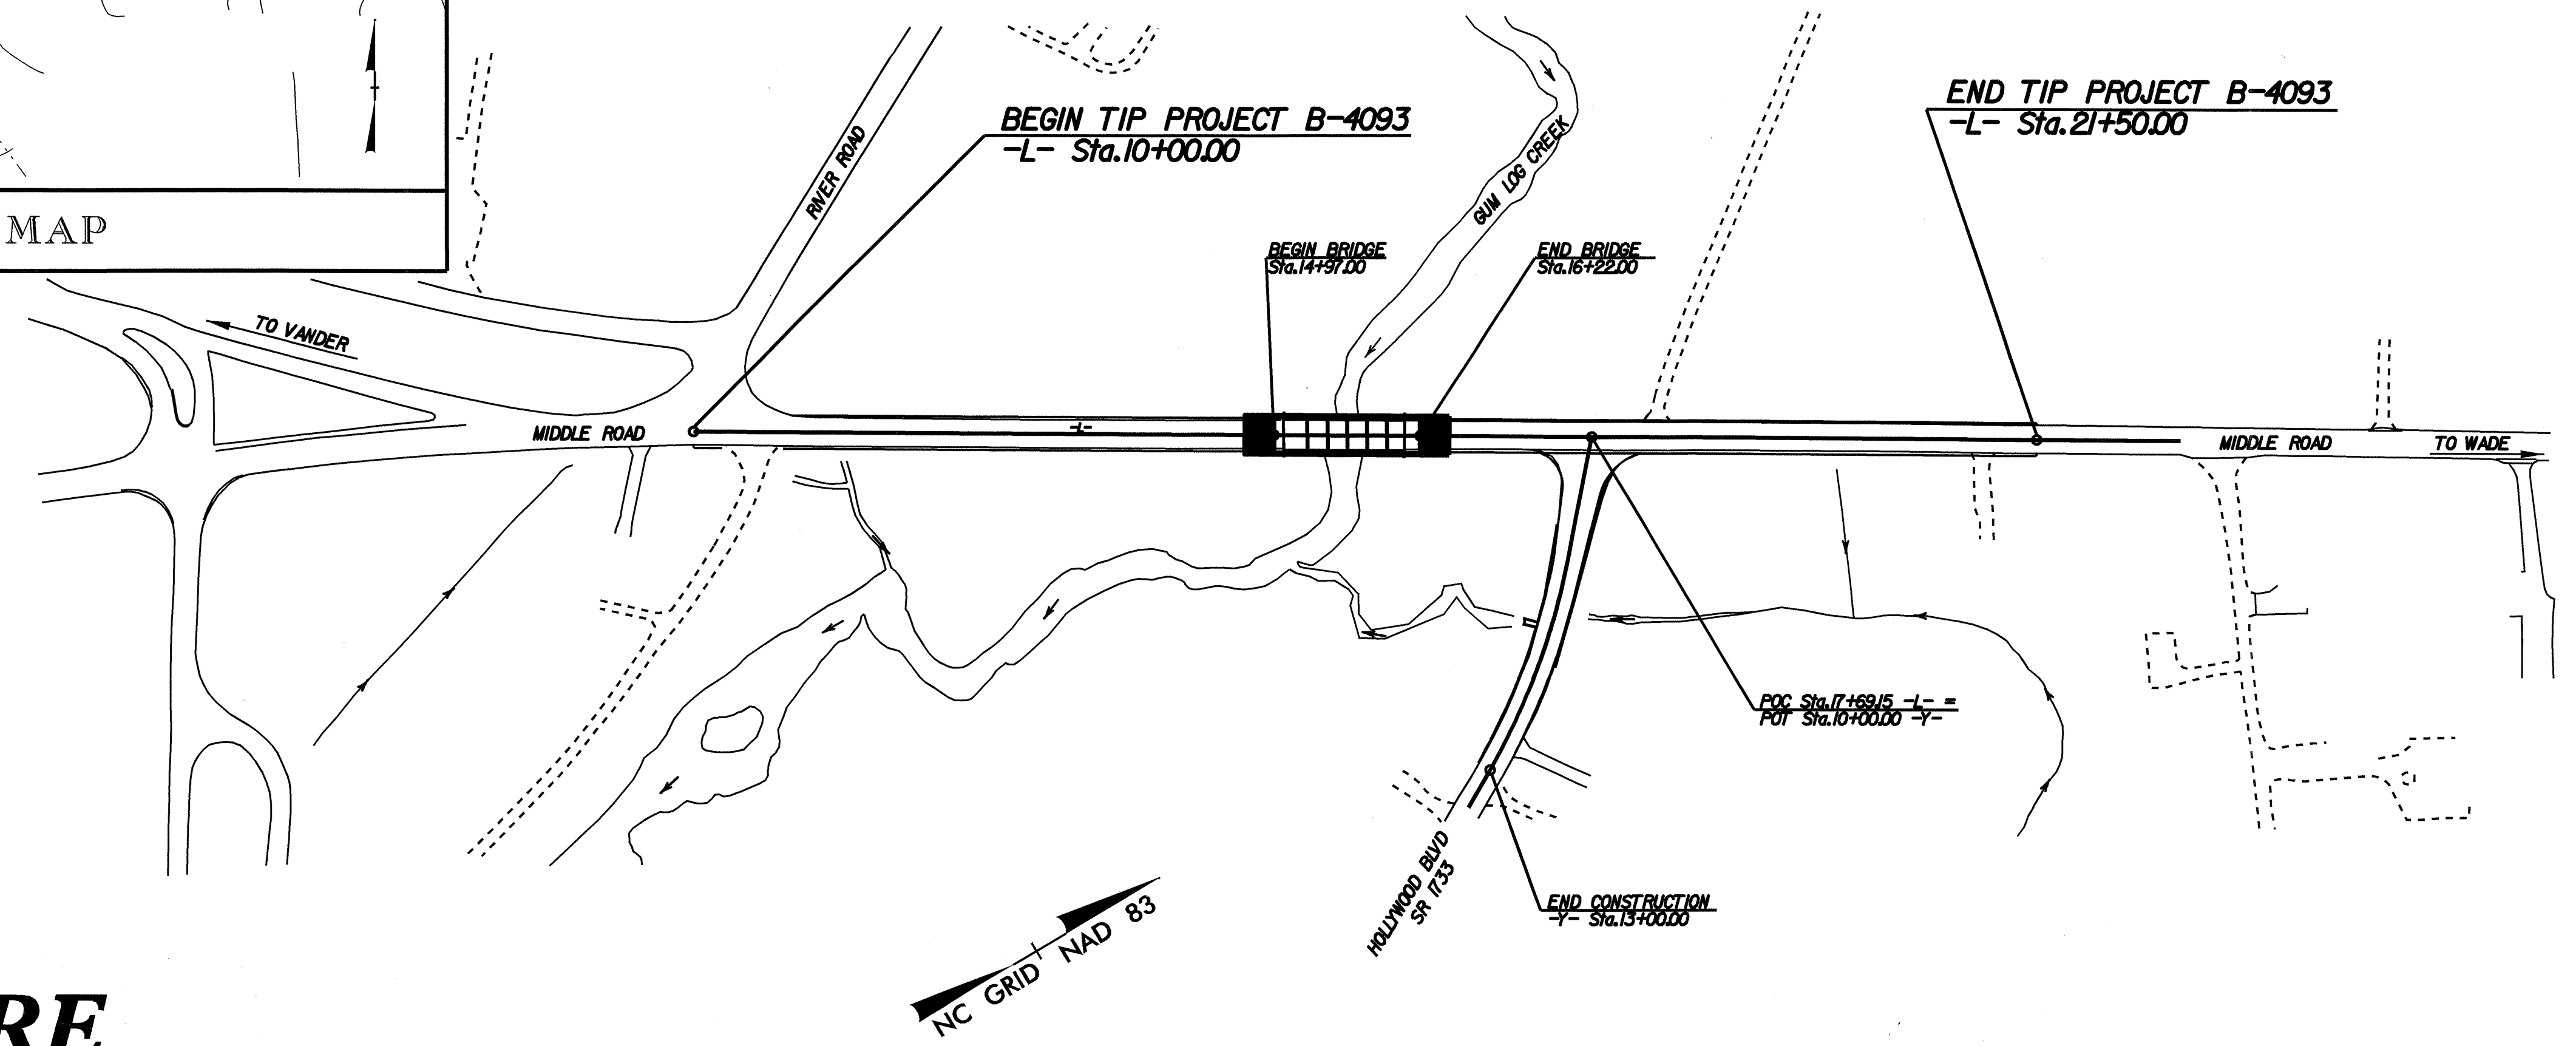 MAP
TO VANDER
RIVER ROAD
BEGIN TIP PROJECT B-4093
-L- Sta.10+00.00
GUM LOG CREEK
END TIP PROJECT B-4093
-L- Sta.21+50.00
BEGIN BRIDGE
Sta.14+97.00
END BRIDGE
Sta.16+22.00
MIDDLE ROAD
-L-
MIDDLE ROAD
TO WADE
POC Sta.17+69.15 -L- =
POT Sta.10+00.00 -Y-
HOLLYWOOD BLVD
SR 1733
END CONSTRUCTION
-Y- Sta.13+00.00
NC GRID NAD 83
RE